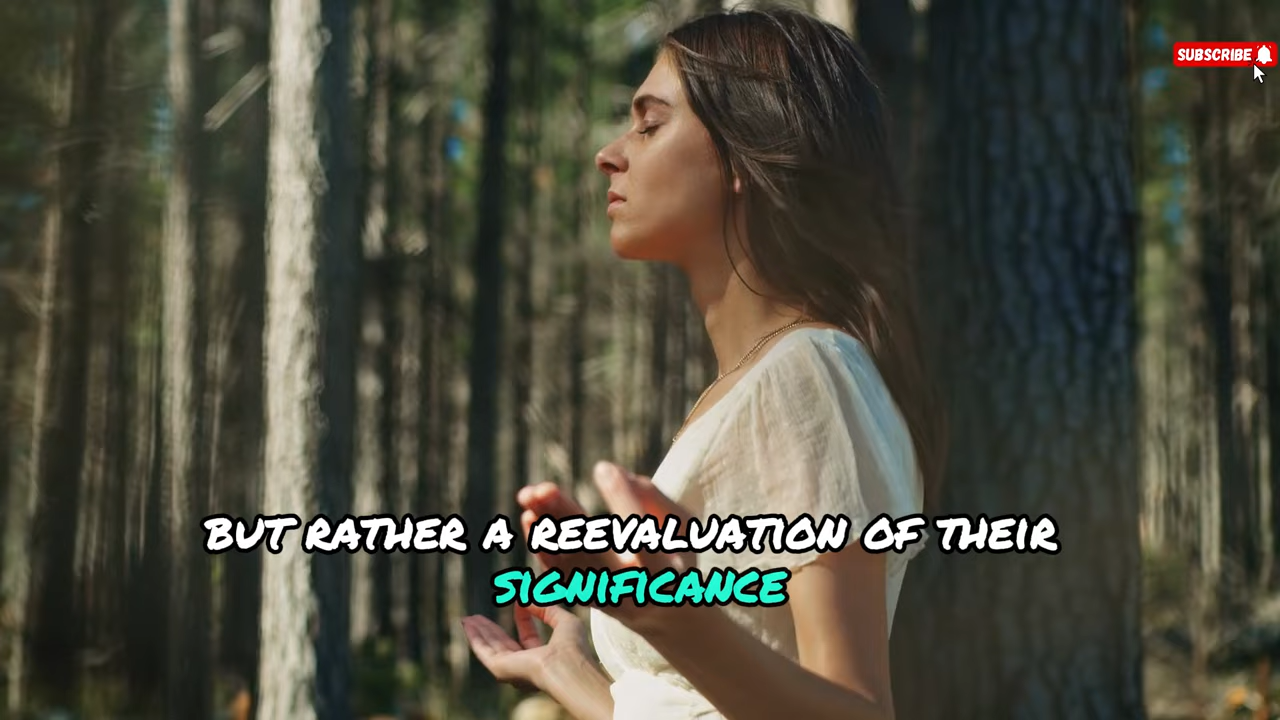 SUBSCRIBE
BUT RATHER A REEVALUATION OF THEIR
SIGNIFICANCE